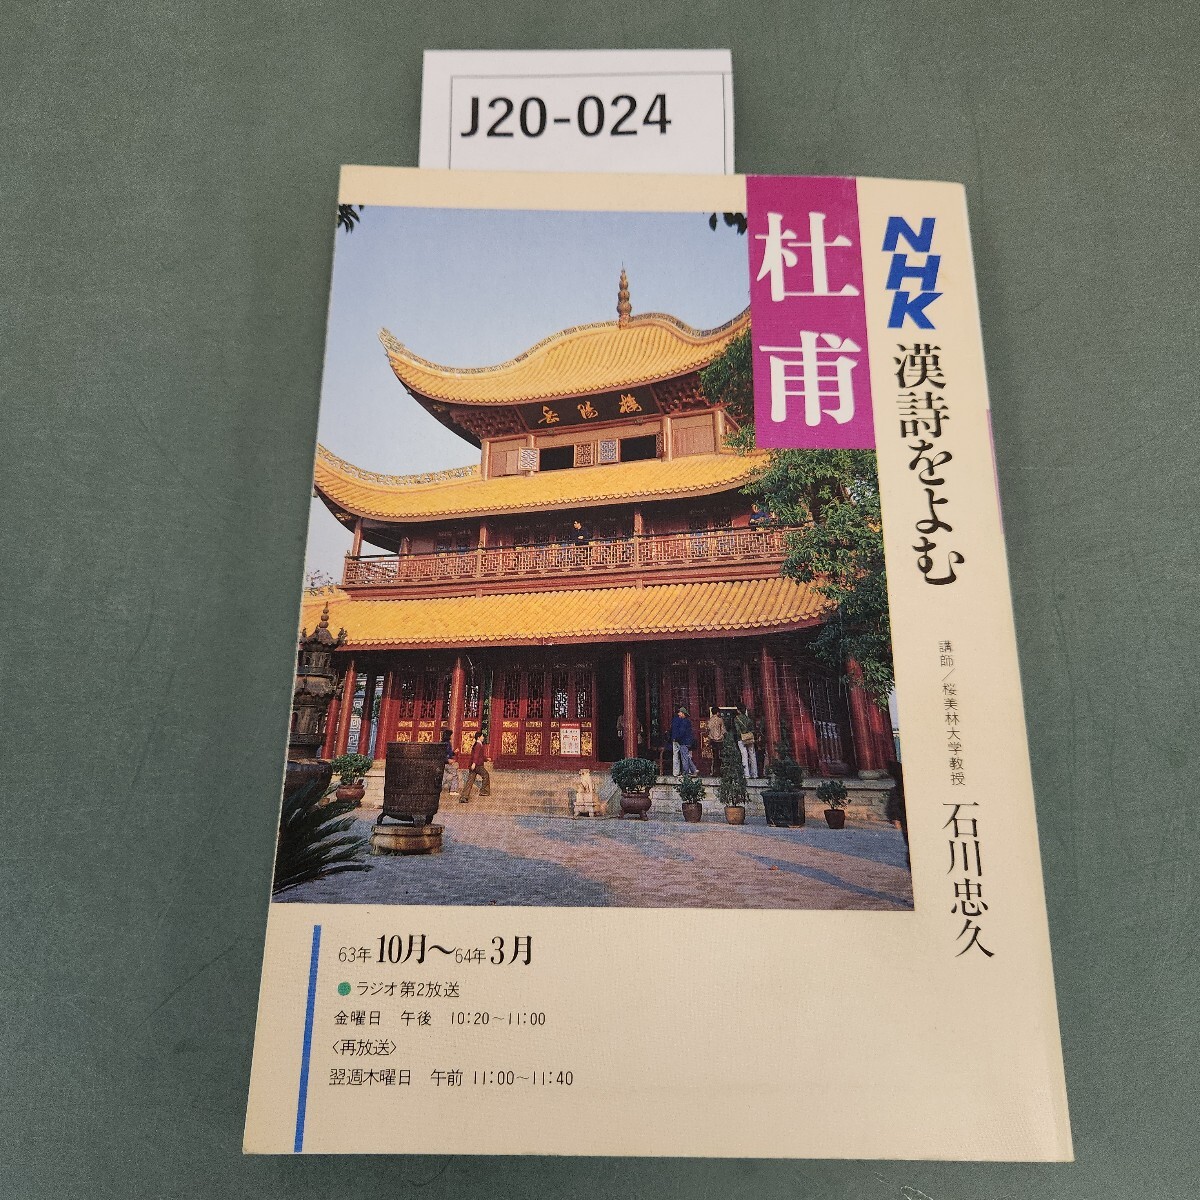 J20-024
NHK
漢詩をよむ
杜甫
講師/桜美林大学教授
石川忠久
岳陽樓
63年10月〜64年3月
●ラジオ第2放送
金曜日 午後 10:20〜11:00
〈再放送〉
翌週木曜日 午前 11:00〜11:40